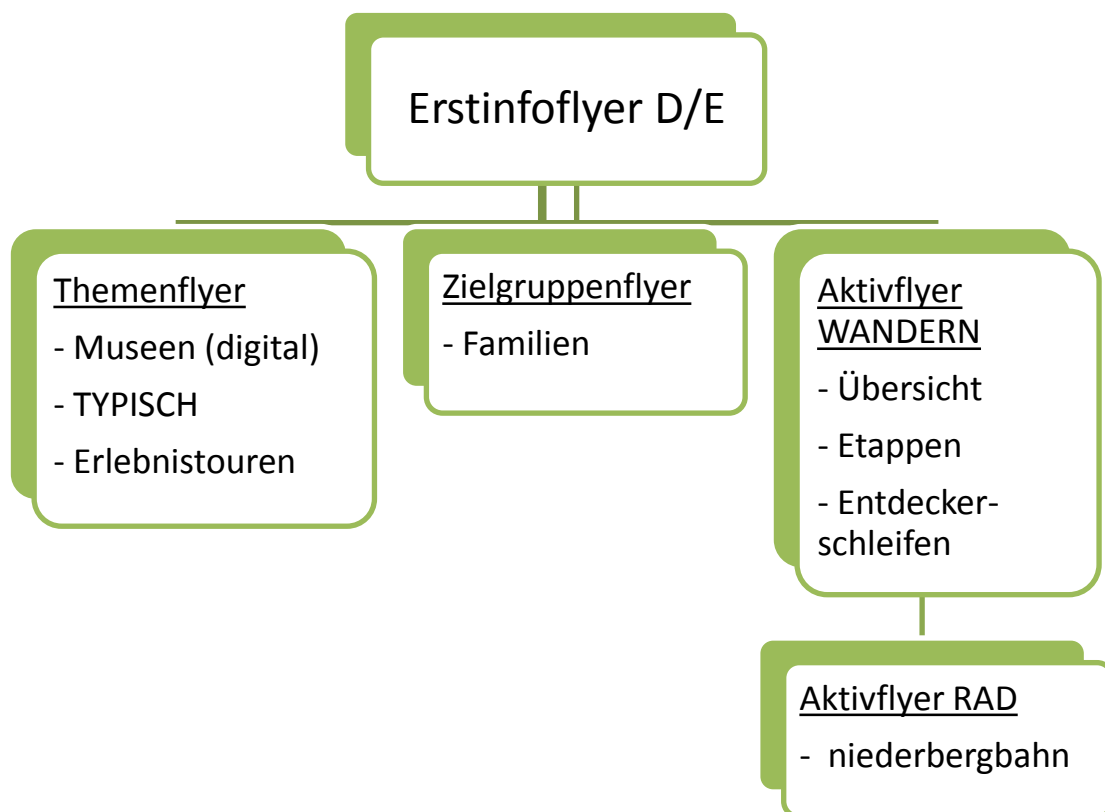 Erstinfoflyer D/E
Themenflyer
- Museen (digital)
- TYPISCH
- Erlebnistouren
Zielgruppenflyer
- Familien
Aktivflyer
WANDERN
- Übersicht
- Etappen
- Entdecker-
schleifen
Aktivflyer RAD
- niederbergbahn